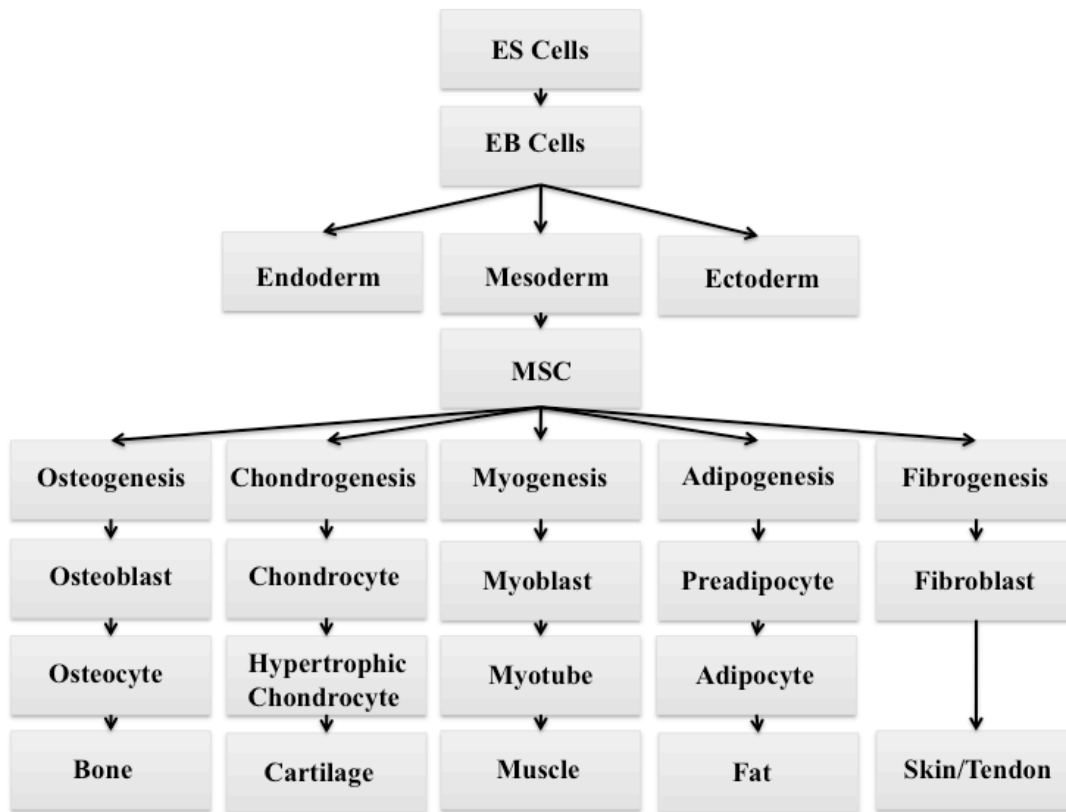 ES Cells
EB Cells
Endoderm
Mesoderm
Ectoderm
MSC
Osteogenesis
Chondrogenesis
Myogenesis
Adipogenesis
Fibrogenesis
Osteoblast
Chondrocyte
Myoblast
Preadipocyte
Fibroblast
Osteocyte
Hypertrophic
Chondrocyte
Myotube
Adipocyte
Bone
Cartilage
Muscle
Fat
Skin/Tendon